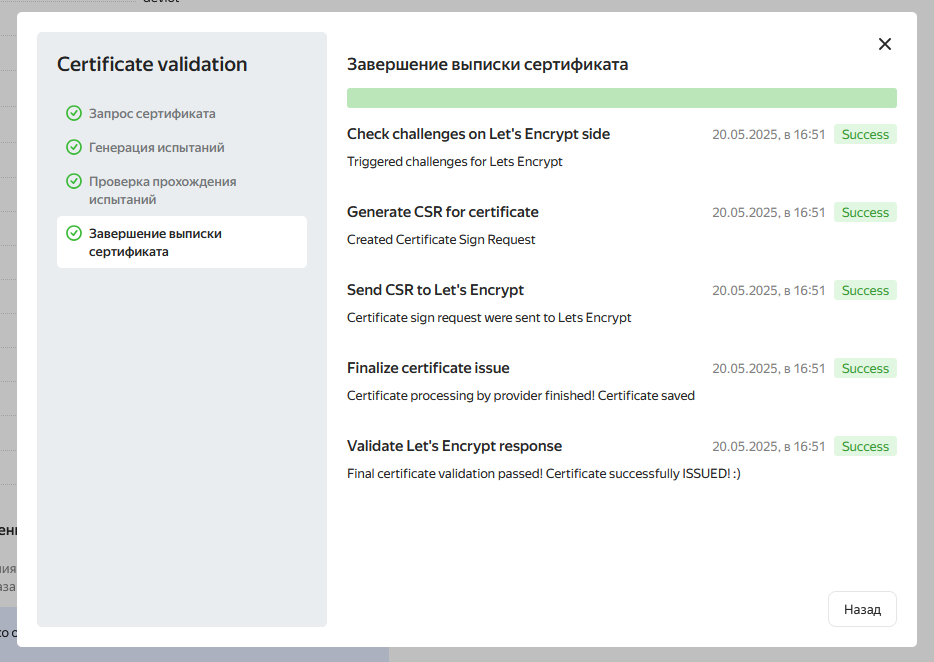 Certificate validation
Запрос сертификата
Генерация испытаний
Проверка прохождения
испытаний
Завершение выписки
сертификата
Завершение выписки сертификата
Check challenges on Let's Encrypt side 20.05.2025, в 16:51 Success
Triggered challenges for Lets Encrypt
Generate CSR for certificate 20.05.2025, в 16:51 Success
Created Certificate Sign Request
Send CSR to Let's Encrypt 20.05.2025, в 16:51 Success
Certificate sign request were sent to Lets Encrypt
Finalize certificate issue 20.05.2025, в 16:51 Success
Certificate processing by provider finished! Certificate saved
Validate Let's Encrypt response 20.05.2025, в 16:51 Success
Final certificate validation passed! Certificate successfully ISSUED! :)
Назад